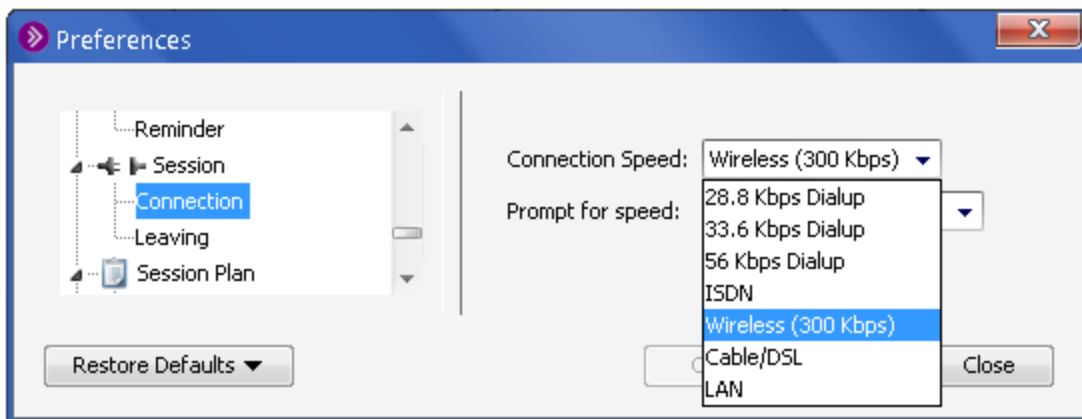 Preferences
Reminder
Session
Connection
Leaving
Session Plan
Restore Defaults
Connection Speed: Wireless (300 Kbps)
Prompt for speed:
28.8 Kbps Dialup
33.6 Kbps Dialup
56 Kbps Dialup
ISDN
Wireless (300 Kbps)
Cable/DSL
LAN
Close